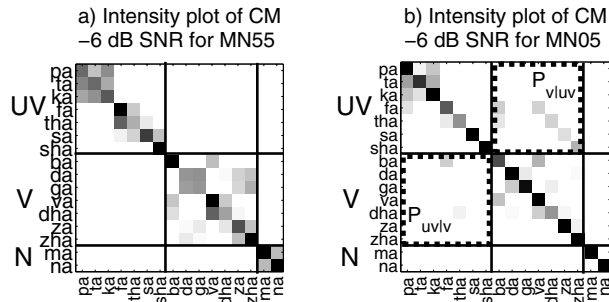 a) Intensity plot of CM
−6 dB SNR for MN55
b) Intensity plot of CM
−6 dB SNR for MN05
UV
V
N
pa
ta
ka
fa
tha
sa
sha
ba
da
ga
va
dha
za
zha
ma
na
pa
ta
ka
fa
tha
sa
sha
ba
da
ga
va
dha
za
zha
ma
na
UV
V
N
pa
ta
ka
fa
tha
sa
sha
ba
da
ga
va
dha
za
zha
ma
na
P vluv
P uvlv
pa
ta
ka
fa
tha
sa
sha
ba
da
ga
va
dha
za
zha
ma
na